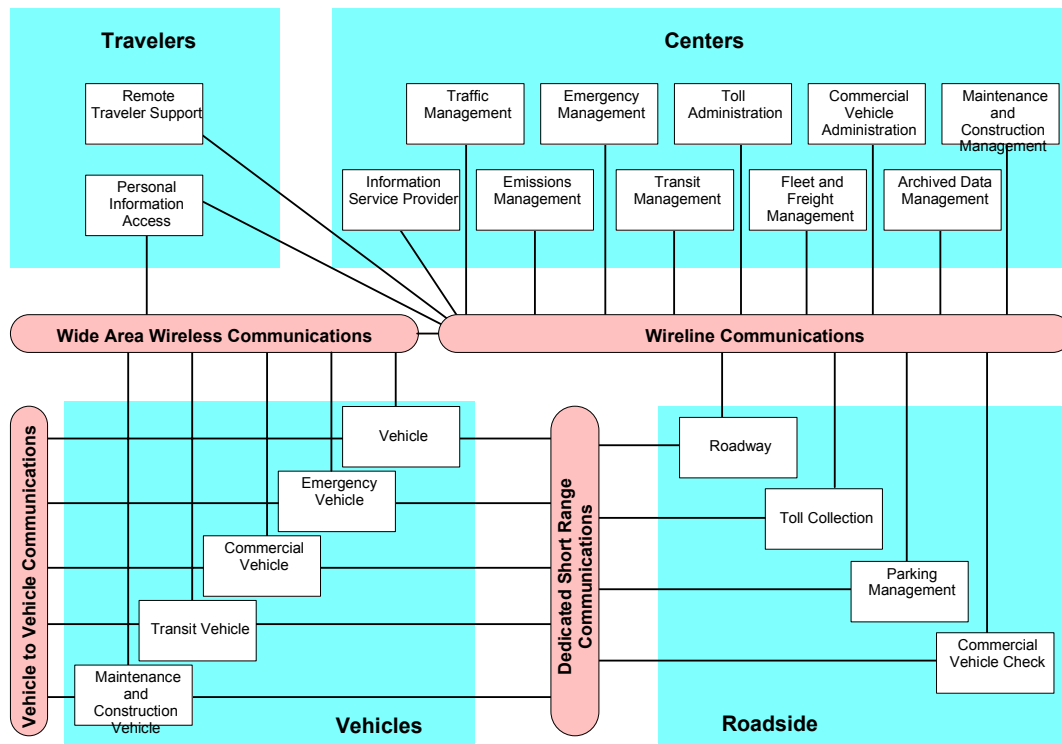 Travelers
Centers
Remote
Traveler Support
Traffic
Management
Emergency
Management
Toll
Administration
Commercial
Vehicle
Administration
Maintenance
and
Construction
Management
Personal
Information
Access
Information
Service Provider
Emissions
Management
Transit
Management
Fleet and
Freight
Management
Archived Data
Management
Wide Area Wireless Communications
Wireline Communications
Vehicle to Vehicle Communications
Vehicle
Emergency
Vehicle
Commercial
Vehicle
Transit Vehicle
Maintenance
and
Construction
Vehicle
Vehicles
Dedicated Short Range
Communications
Roadway
Toll Collection
Parking
Management
Commercial
Vehicle Check
Roadside